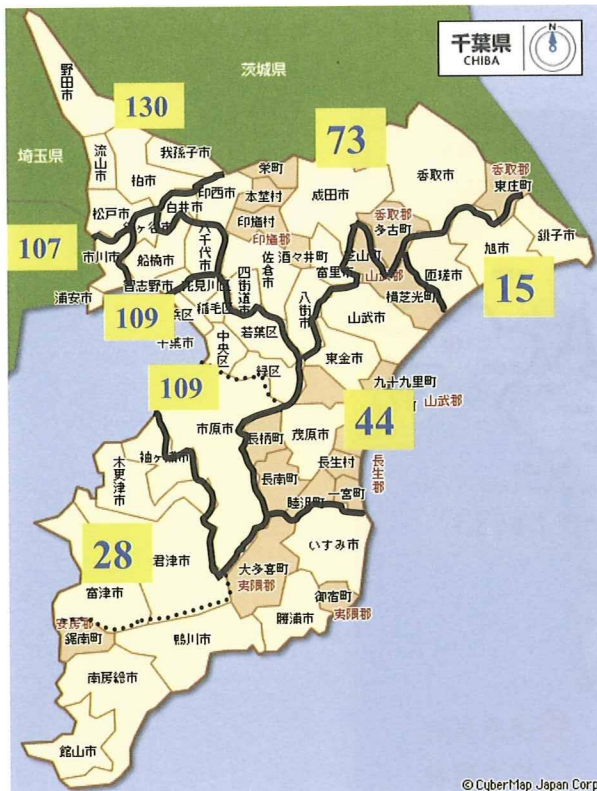 千葉県
CHIBA
N
茨城県
埼玉県
野田市
130
流山市
柏市
我孫子市
73
栄町
香取市
香取郡
東庄町
印西市
本埜村
成田市
松戸市
白井市
印旛村
印旛郡
香取郡
多古町
旭市
銚子市
107
市川市
船橋市
八千代市
佐倉市
酒々井町
富里市
芝山町
山武郡
匝瑳市
15
浦安市
習志野市
花見川区
四街道市
八街市
横芝光町
109
浜区
稲毛区
若葉区
山武市
千葉市
中央区
緑区
東金市
109
九十九里町
山武郡
市原市
44
長柄町
茂原市
袖ヶ浦市
木更津市
長南町
長生村
長生郡
睦沢町
一宮町
28
君津市
いすみ市
富津市
大多喜町
夷隅郡
御宿町
夷隅郡
安房郡
鋸南町
勝浦市
鴨川市
南房総市
館山市
© CyberMap Japan Corp